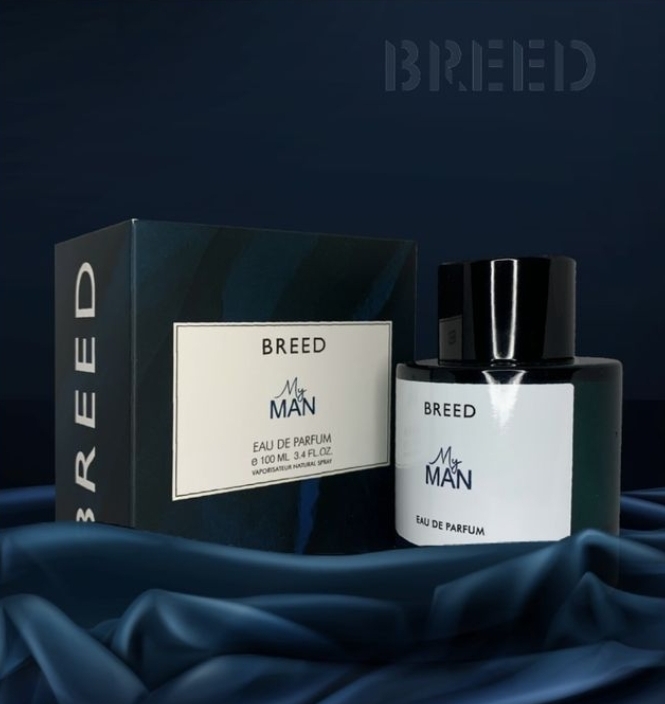 BREED
BREED
BREED
My
MAN
EAU DE PARFUM
e 100 ML 3.4 FL.OZ.
VAPORISATEUR NATURAL SPRAY
BREED
My
MAN
EAU DE PARFUM